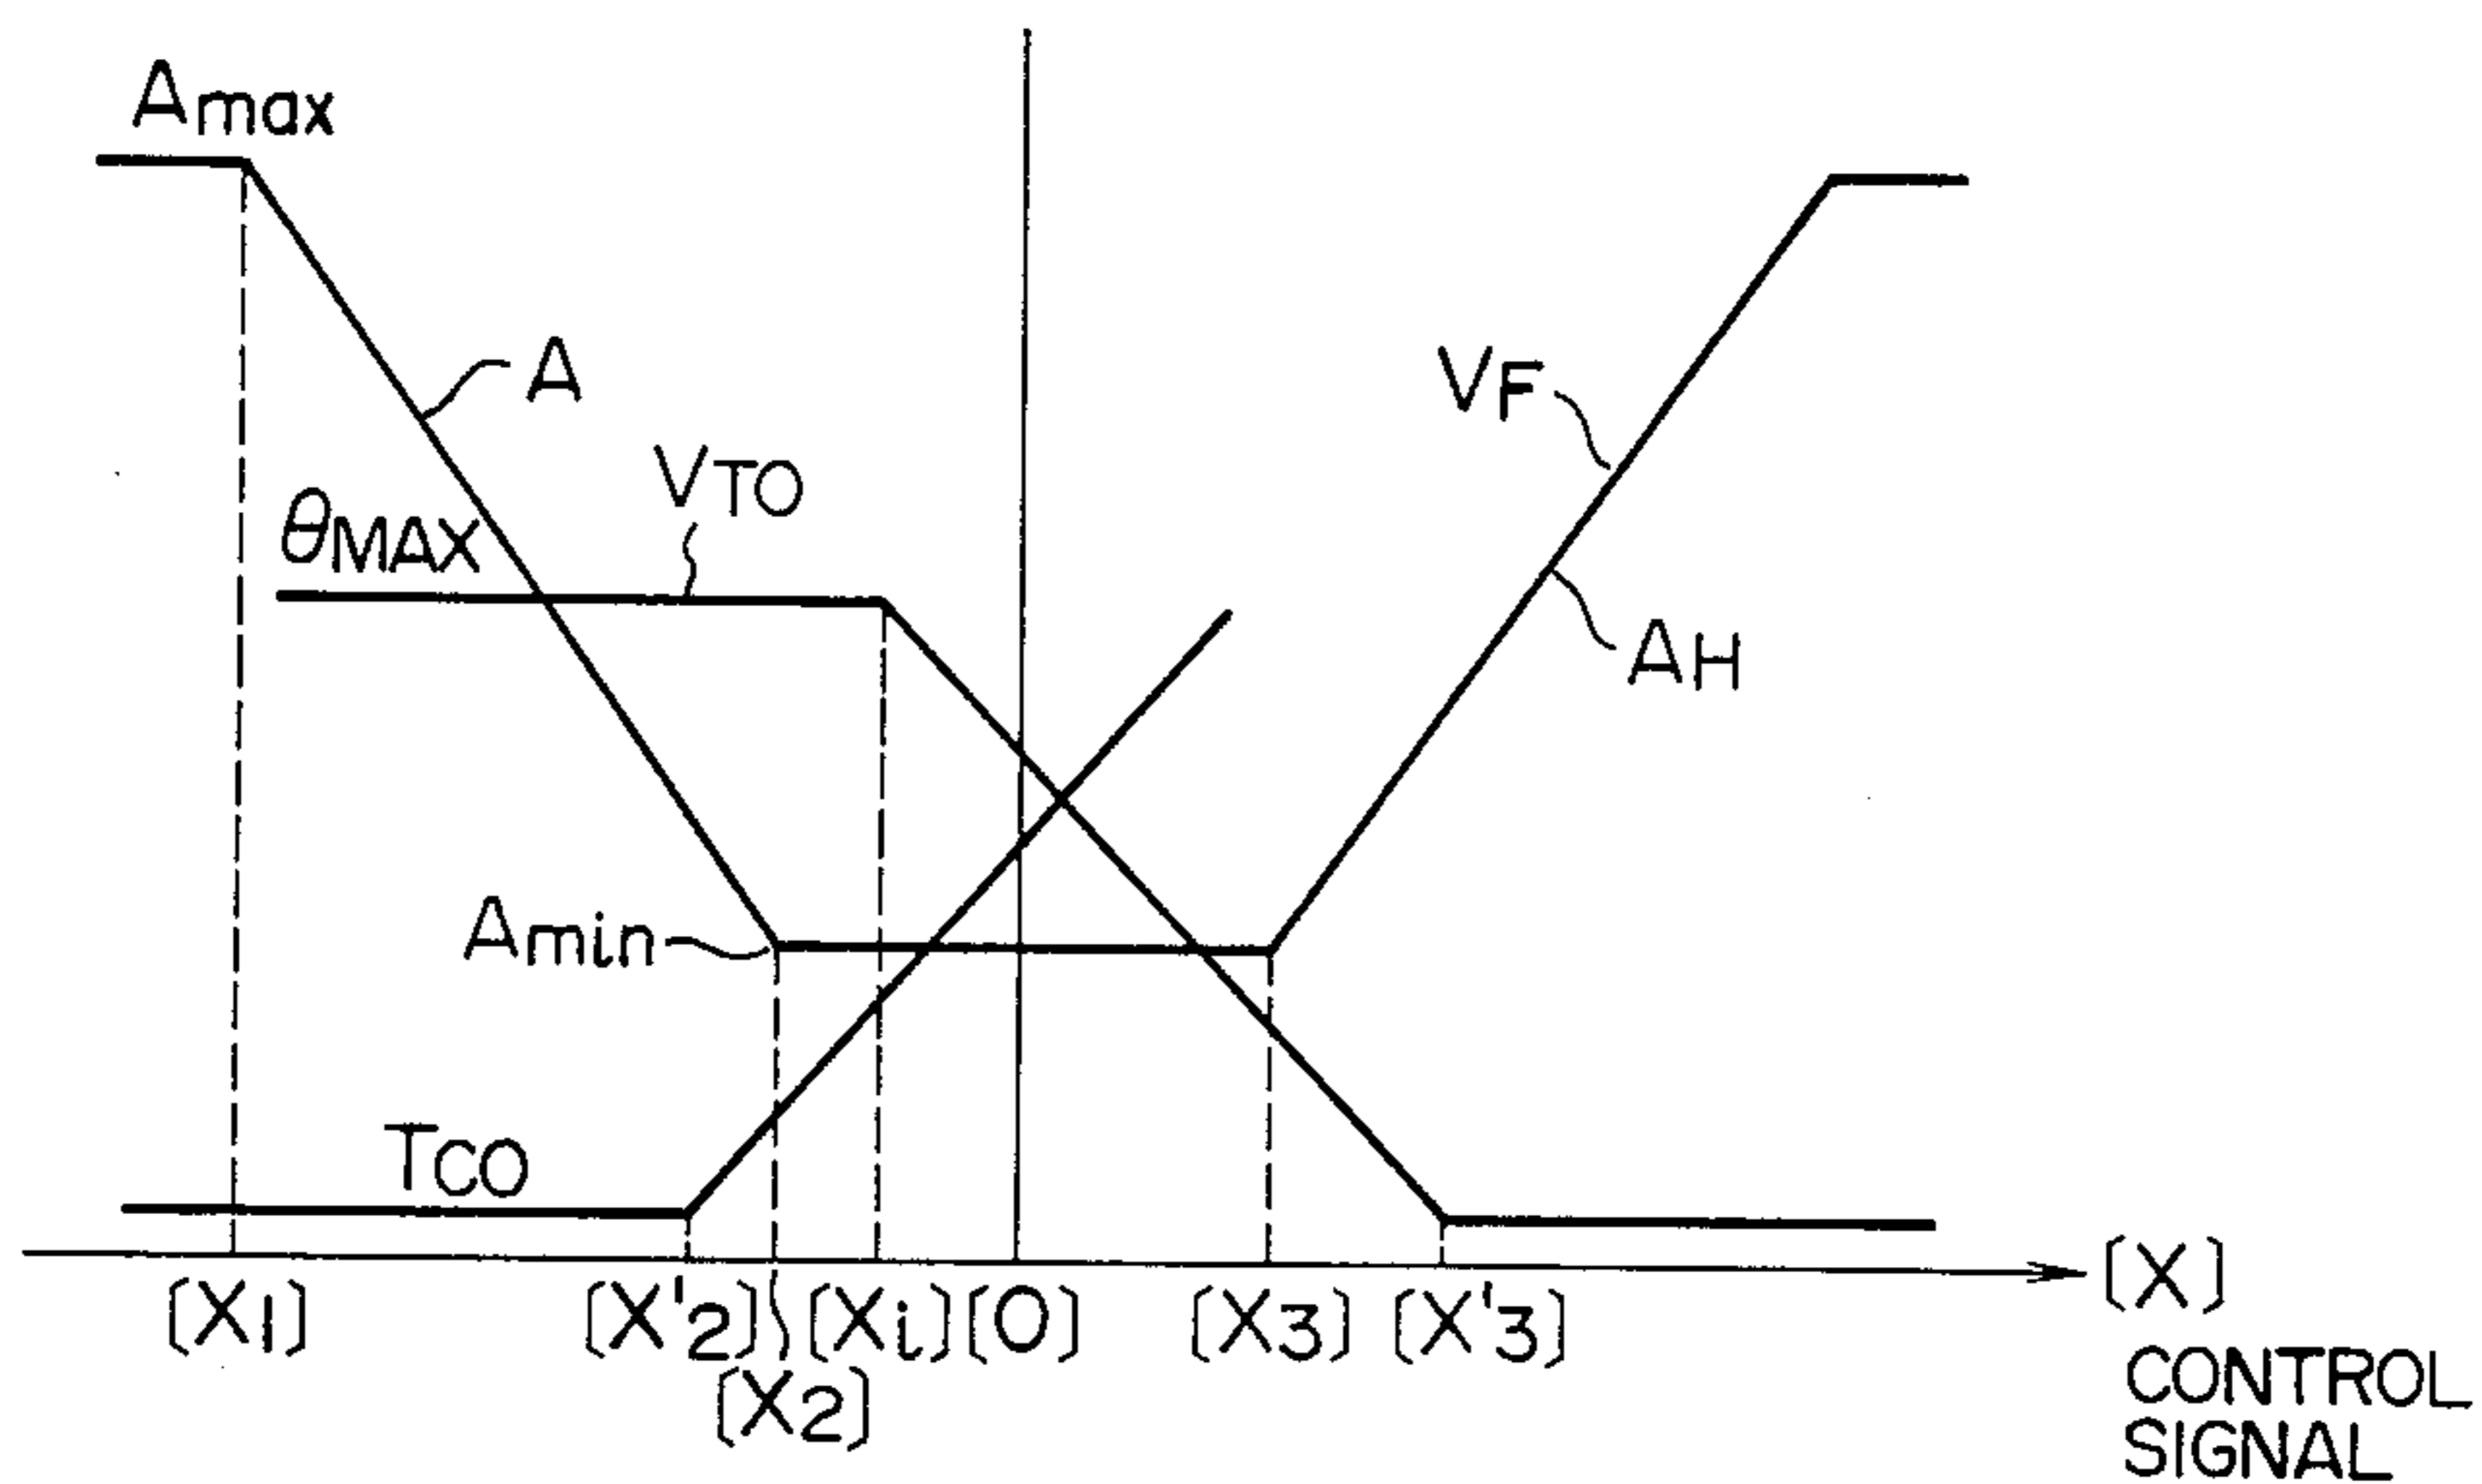 Amax
A
VF
VTO
θMAX
AH
Amin
TCO
(X1)
(X'2)
(Xi)
(O)
(X3)
(X'3)
(X)
(X2)
CONTROL
SIGNAL